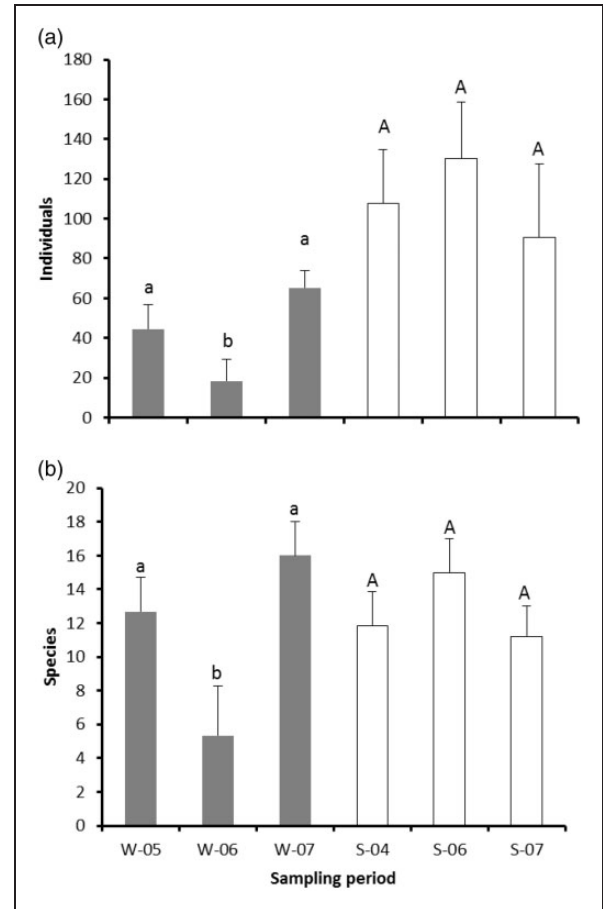 (a)
180
160
140
120
100
80
60
40
20
0
Individuals
a
b
a
A
A
A
(b)
20
18
16
14
12
10
8
6
4
2
0
Species
a
b
a
A
A
A
W-05 W-06 W-07 S-04 S-06 S-07
Sampling period